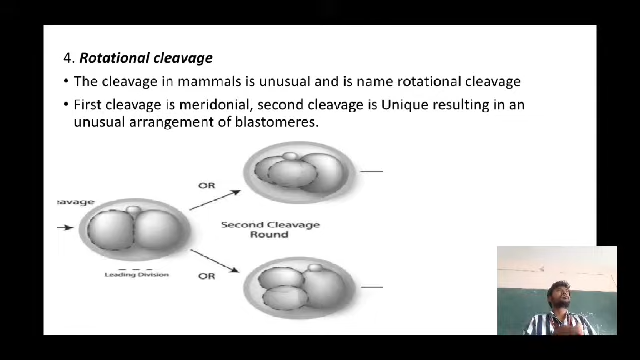 4. Rotational cleavage
• The cleavage in mammals is unusual and is name rotational cleavage
• First cleavage is meridonial, second cleavage is Unique resulting in an
unusual arrangement of blastomeres.
OR
eavage
Second Cleavage
Round
Leading Division
OR